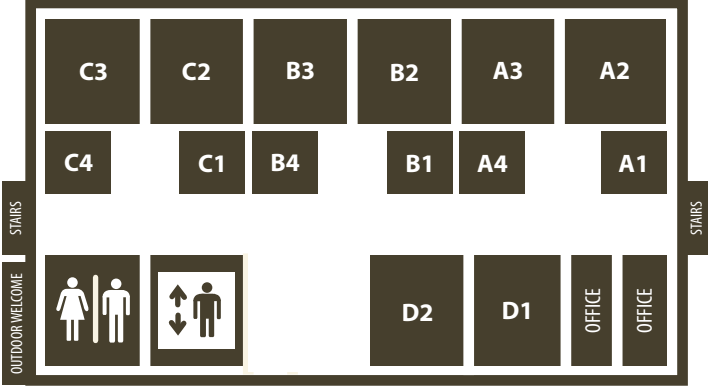 C3
C2
B3
B2
A3
A2
C4
C1
B4
B1
A4
A1
STAIRS
STAIRS
OUTDOOR WELCOME
D2
D1
OFFICE
OFFICE